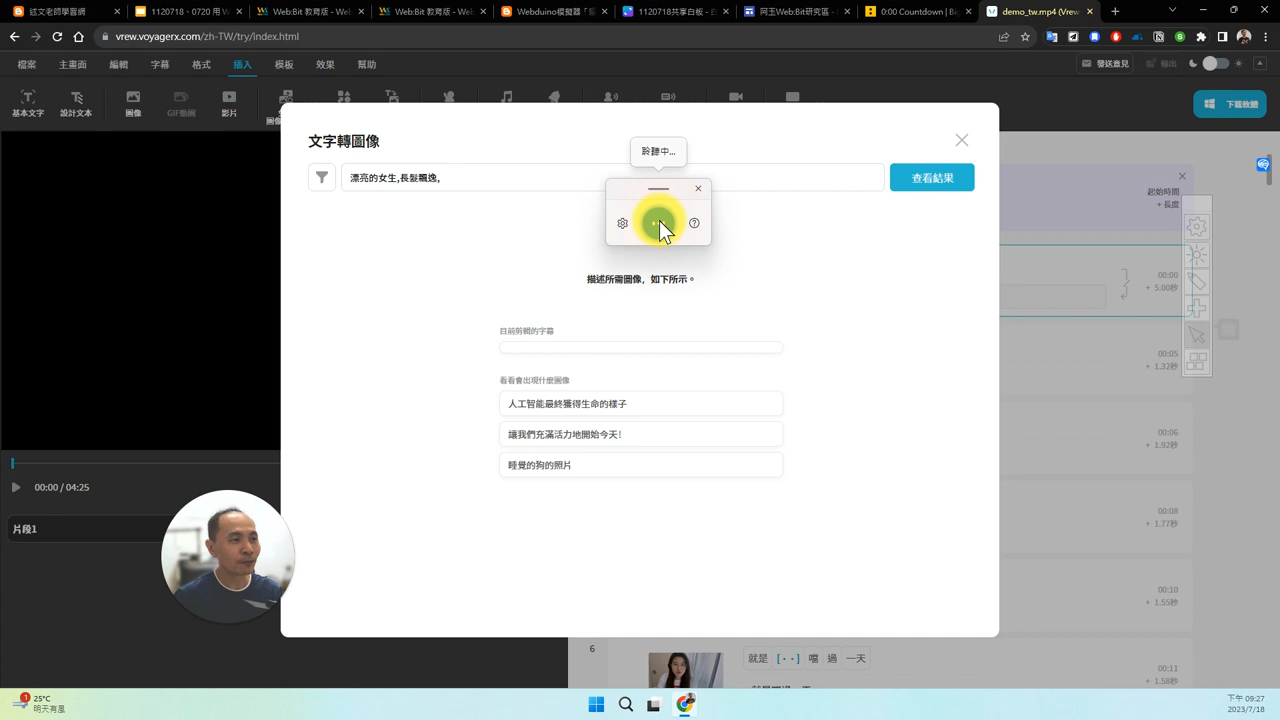 這文老師學習網
1120718、0720 用 W
Web:Bit 教育版 - We
Web:Bit 教育版 - We
Webduino模擬器「
1120718共享白板 -
阿玉Web:Bit研究區 -
0:00 Countdown | Big
demo_tw.mp4 (Vrew
vrew.voyagerx.com/zh-TW/try/index.html
檔案
主畫面
編輯
字幕
格式
插入
模板
效果
幫助
發送意見
輸出
基本文字
設計文本
圖像
GIF動圖
影片
下載軟體
文字轉圖像
聆聽中...
漂亮的女生,長髮飄逸,
查看結果
起始時間
+ 長度
描述所需圖像，如下所示。
目前剪輯的字幕
看看會出現什麼圖像
人工智能最終獲得生命的樣子
讓我們充滿活力地開始今天!
睡覺的狗的照片
00:00
+ 5.00秒
00:05
+ 1.32秒
00:06
+ 1.92秒
00:08
+ 1.77秒
00:10
+ 1.55秒
00:11
+ 1.58秒
00:00 / 04:25
片段1
6
就是 [··] 噹 過 一天
1
25°C
晴時有風
下午 09:27
2023/7/18